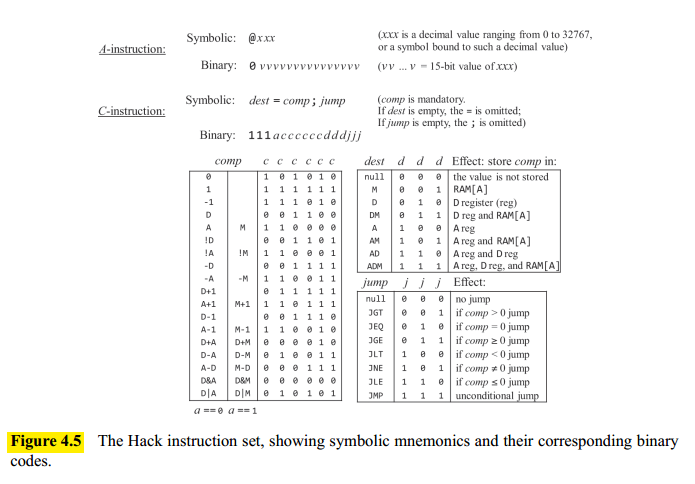 A-instruction:
Symbolic: @xxx (xxx is a decimal value ranging from 0 to 32767,
or a symbol bound to such a decimal value)
Binary: 0 vvvvvvvvvvvvvvv (vv ... v = 15-bit value of xxx)
C-instruction:
Symbolic: dest = comp ; jump (comp is mandatory.
If dest is empty, the = is omitted;
If jump is empty, the ; is omitted)
Binary: 111accccccdddjjj
comp c c c c c c
0 1 0 1 0 1 0
1 1 1 1 1 1 1
-1 1 1 1 0 1 0
D 0 0 1 1 0 0
A M 1 1 0 0 0 0
!D 0 0 1 1 0 1
!A !M 1 1 0 0 0 1
-D 0 0 1 1 1 1
-A -M 1 1 0 0 1 1
D+1 0 1 1 1 1 1
A+1 M+1 1 1 0 1 1 1
D-1 0 0 1 1 1 0
A-1 M-1 1 1 0 0 1 0
D+A D+M 0 0 0 0 1 0
D-A D-M 0 1 0 0 1 1
A-D M-D 0 0 0 1 1 1
D&A D&M 0 0 0 0 0 0
D|A D|M 0 1 0 1 0 1
a==0 a==1
dest d d d Effect: store comp in:
null 0 0 0 the value is not stored
M 0 0 1 RAM[A]
D 0 1 0 D register (reg)
DM 0 1 1 D reg and RAM[A]
A 1 0 0 A reg
AM 1 0 1 A reg and RAM[A]
AD 1 1 0 A reg and D reg
ADM 1 1 1 A reg, D reg, and RAM[A]
jump j j j Effect:
null 0 0 0 no jump
JGT 0 0 1 if comp > 0 jump
JEQ 0 1 0 if comp = 0 jump
JGE 0 1 1 if comp ≥ 0 jump
JLT 1 0 0 if comp < 0 jump
JNE 1 0 1 if comp ≠ 0 jump
JLE 1 1 0 if comp ≤ 0 jump
JMP 1 1 1 unconditional jump
Figure 4.5 The Hack instruction set, showing symbolic mnemonics and their corresponding binary
codes.